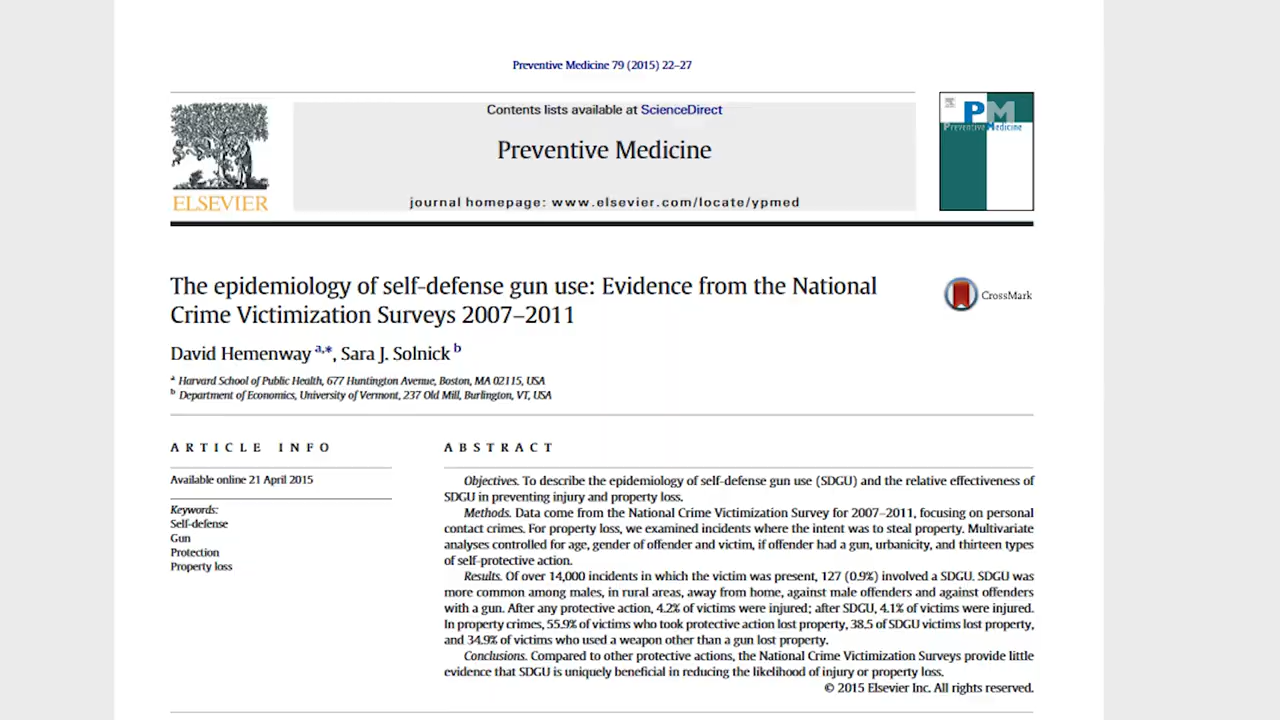 Preventive Medicine 79 (2015) 22–27
Contents lists available at ScienceDirect
Preventive Medicine
journal homepage: www.elsevier.com/locate/ypmed
ELSEVIER
PM
Preventive Medicine
The epidemiology of self-defense gun use: Evidence from the National
Crime Victimization Surveys 2007–2011
CrossMark
David Hemenway a,*, Sara J. Solnick b
a Harvard School of Public Health, 677 Huntington Avenue, Boston, MA 02115, USA
b Department of Economics, University of Vermont, 237 Old Mill, Burlington, VT, USA
ARTICLE INFO
Available online 21 April 2015
Keywords:
Self-defense
Gun
Protection
Property loss
ABSTRACT
Objectives. To describe the epidemiology of self-defense gun use (SDGU) and the relative effectiveness of
SDGU in preventing injury and property loss.
Methods. Data come from the National Crime Victimization Survey for 2007–2011, focusing on personal
contact crimes. For property loss, we examined incidents where the intent was to steal property. Multivariate
analyses controlled for age, gender of offender and victim, if offender had a gun, urbanicity, and thirteen types
of self-protective action.
Results. Of over 14,000 incidents in which the victim was present, 127 (0.9%) involved a SDGU. SDGU was
more common among males, in rural areas, away from home, against male offenders and against offenders
with a gun. After any protective action, 4.2% of victims were injured; after SDGU, 4.1% of victims were injured.
In property crimes, 55.9% of victims who took protective action lost property, 38.5 of SDGU victims lost property,
and 34.9% of victims who used a weapon other than a gun lost property.
Conclusions. Compared to other protective actions, the National Crime Victimization Surveys provide little
evidence that SDGU is uniquely beneficial in reducing the likelihood of injury or property loss.
© 2015 Elsevier Inc. All rights reserved.